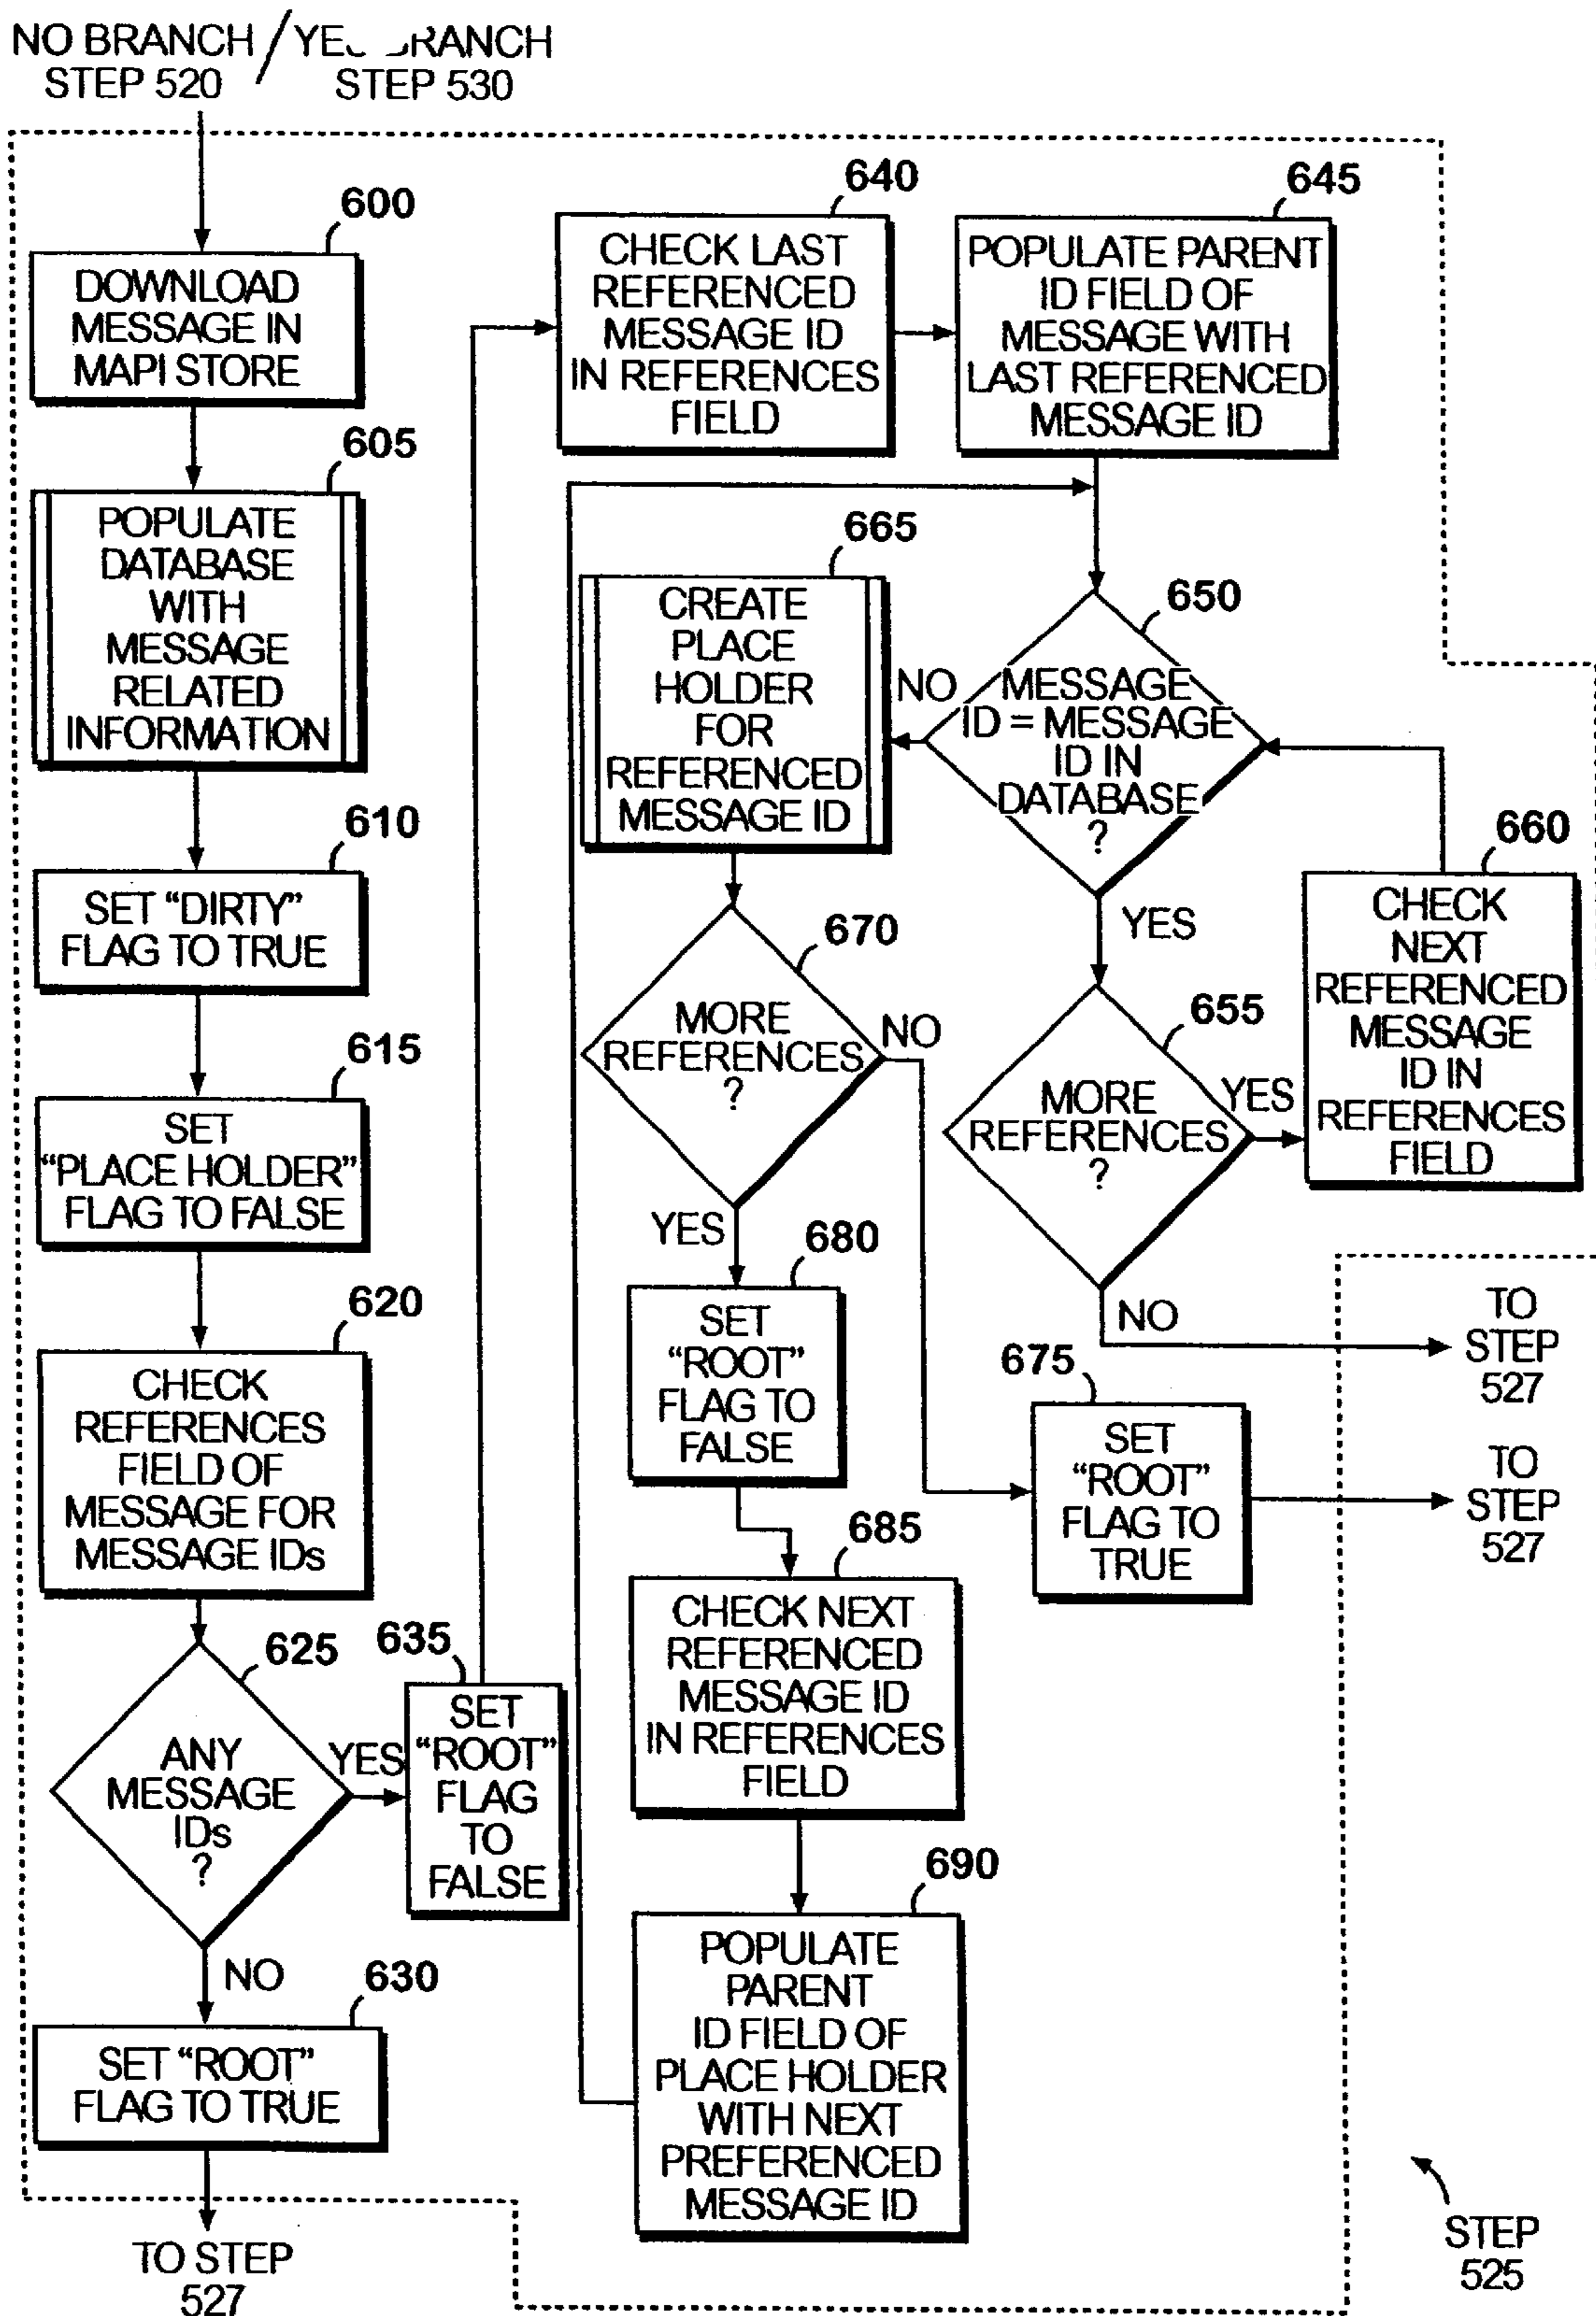 NO BRANCH / BRANCH
STEP 520 STEP 530
600
DOWNLOAD
MESSAGE IN
MAPI STORE
605
POPULATE
DATABASE
WITH
MESSAGE
RELATED
INFORMATION
610
SET "DIRTY"
FLAG TO TRUE
615
SET
"PLACE HOLDER"
FLAG TO FALSE
620
CHECK
REFERENCES
FIELD OF
MESSAGE FOR
MESSAGE IDs
625
ANY
MESSAGE
IDs
?
YES
NO
630
SET "ROOT"
FLAG TO TRUE
TO STEP
527
635
SET
"ROOT"
FLAG
TO
FALSE
640
CHECK LAST
REFERENCED
MESSAGE ID
IN REFERENCES
FIELD
645
POPULATE PARENT
ID FIELD OF
MESSAGE WITH
LAST REFERENCED
MESSAGE ID
650
MESSAGE
ID = MESSAGE
ID IN
DATABASE
?
NO
YES
655
MORE
REFERENCES
?
YES
NO
TO
STEP
527
660
CHECK
NEXT
REFERENCED
MESSAGE
ID IN
REFERENCES
FIELD
665
CREATE
PLACE
HOLDER
FOR
REFERENCED
MESSAGE ID
670
MORE
REFERENCES
?
NO
YES
675
SET
"ROOT"
FLAG TO
TRUE
TO
STEP
527
680
SET
"ROOT"
FLAG TO
FALSE
685
CHECK NEXT
REFERENCED
MESSAGE ID
IN REFERENCES
FIELD
690
POPULATE
PARENT
ID FIELD OF
PLACE HOLDER
WITH NEXT
PREFERENCED
MESSAGE ID
STEP
525